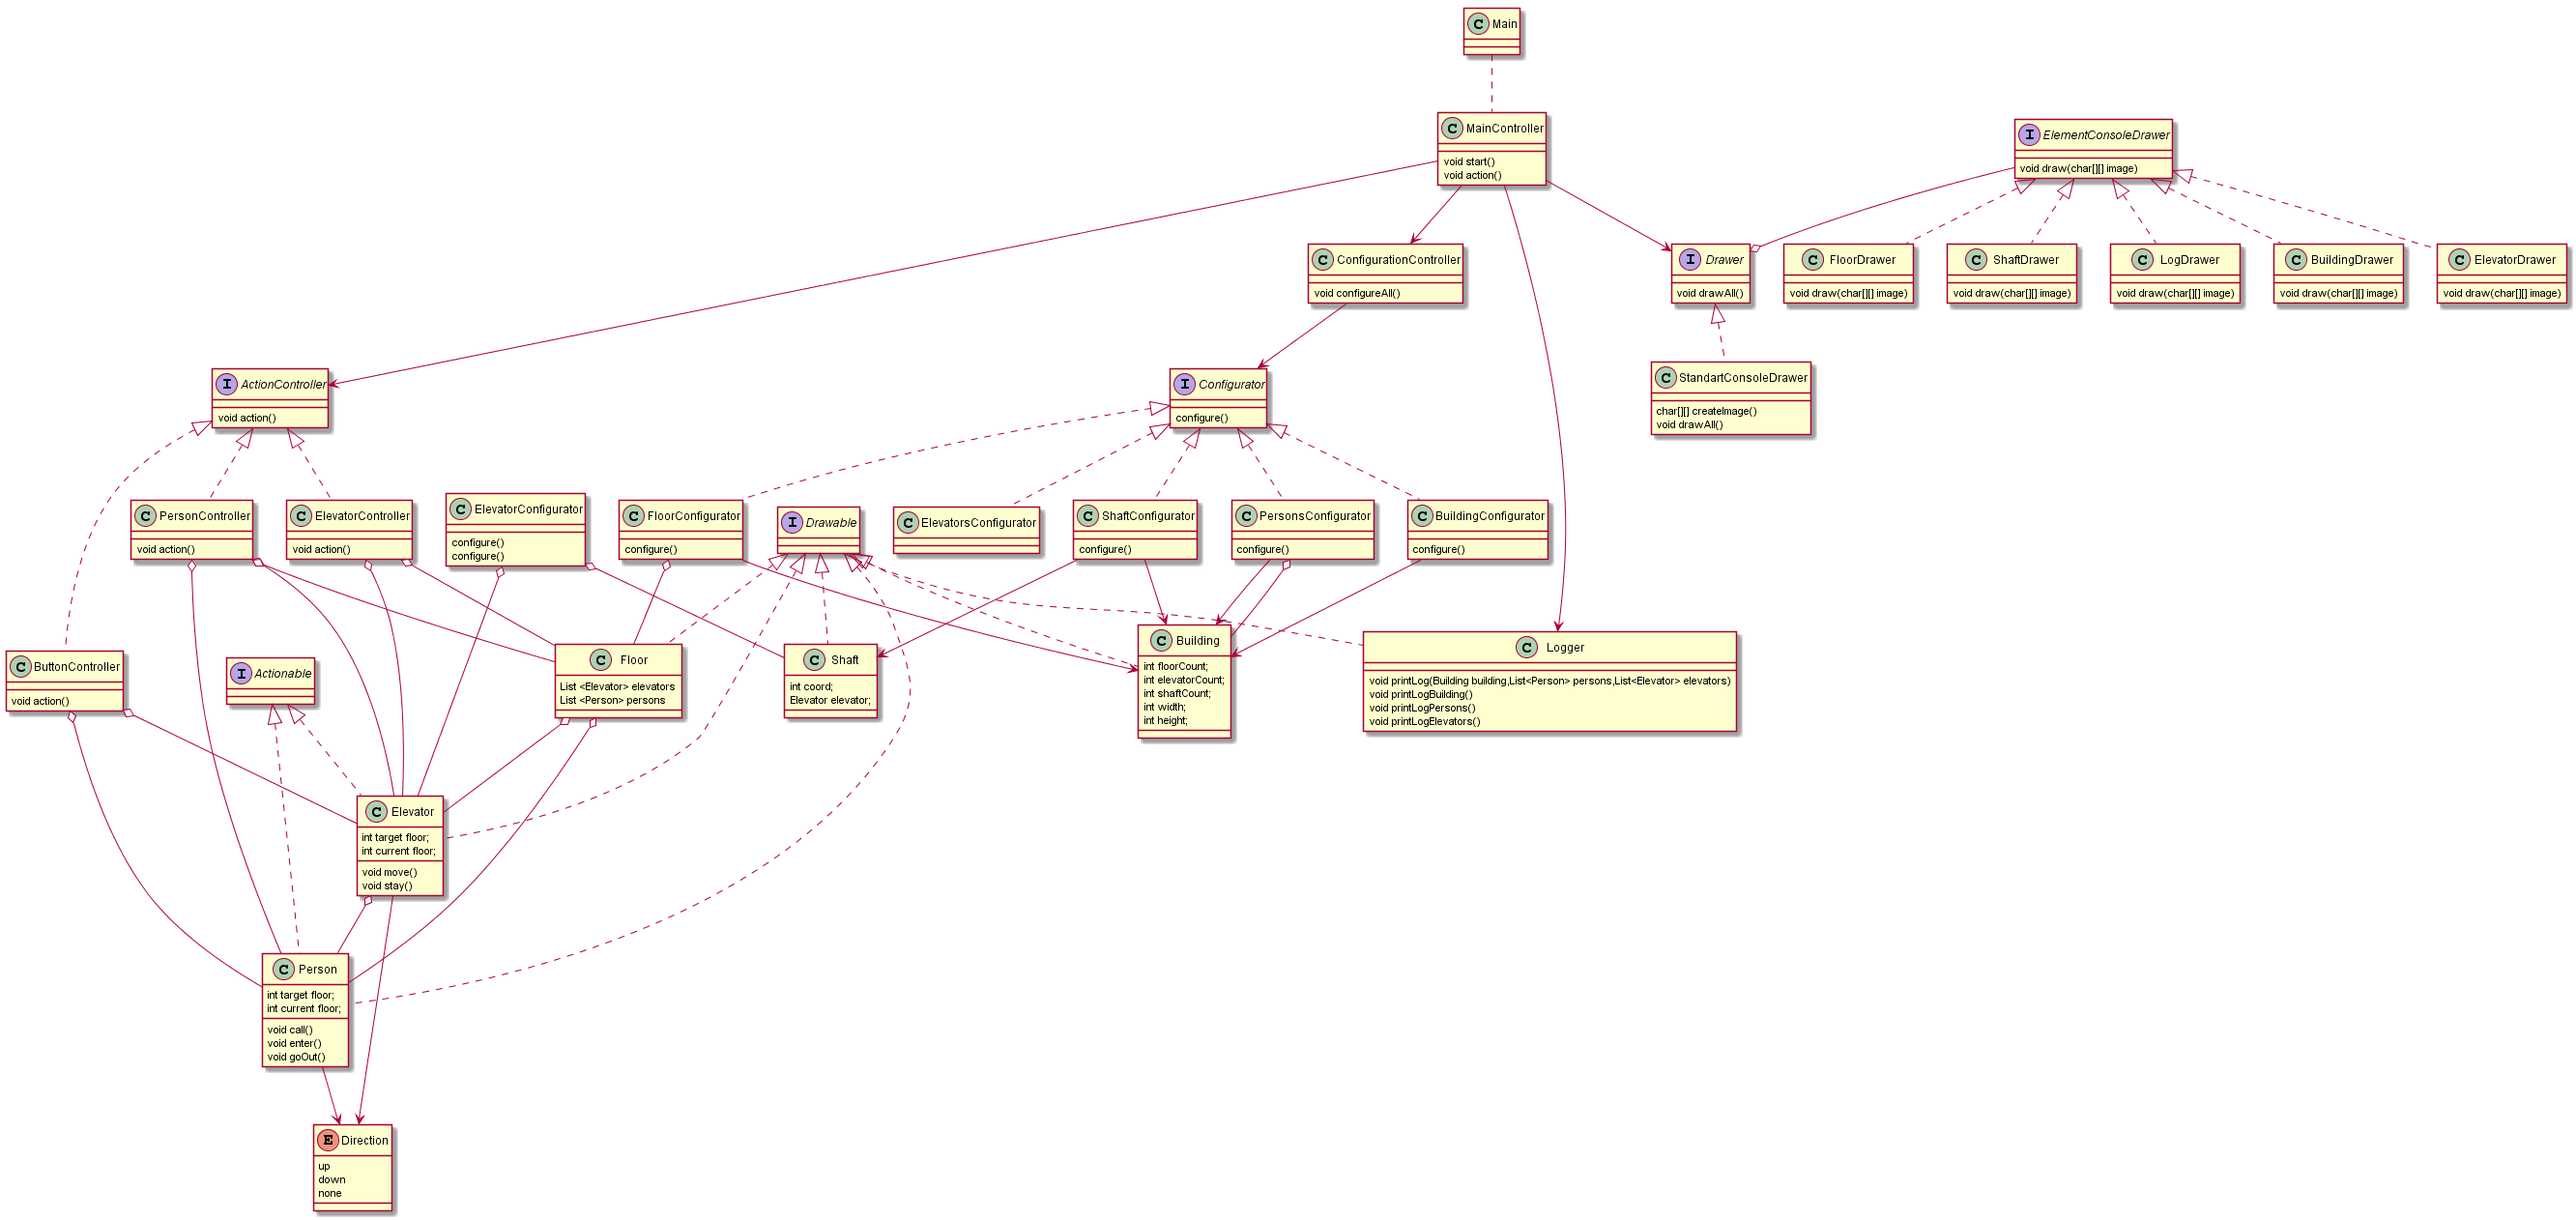 C Main
C MainController
void start()
void action()
I ElementConsoleDrawer
void draw(char[][] image)
C ConfigurationController
void configureAll()
I Drawer
void drawAll()
C FloorDrawer
void draw(char[][] image)
C ShaftDrawer
void draw(char[][] image)
C LogDrawer
void draw(char[][] image)
C BuildingDrawer
void draw(char[][] image)
C ElevatorDrawer
void draw(char[][] image)
I ActionController
void action()
I Configurator
configure()
C StandartConsoleDrawer
char[][] createImage()
void drawAll()
C PersonController
void action()
C ElevatorController
void action()
C ElevatorConfigurator
configure()
configure()
C FloorConfigurator
configure()
I Drawable
C ElevatorsConfigurator
C ShaftConfigurator
configure()
C PersonsConfigurator
configure()
C BuildingConfigurator
configure()
C ButtonController
void action()
I Actionable
C Floor
List <Elevator> elevators
List <Person> persons
C Shaft
int coord;
Elevator elevator;
C Building
int floorCount;
int elevatorCount;
int shaftCount;
int width;
int height;
C Logger
void printLog(Building building,List<Person> persons,List<Elevator> elevators)
void printLogBuilding()
void printLogPersons()
void printLogElevators()
C Elevator
int target floor;
int current floor;
void move()
void stay()
C Person
int target floor;
int current floor;
void call()
void enter()
void goOut()
E Direction
up
down
none